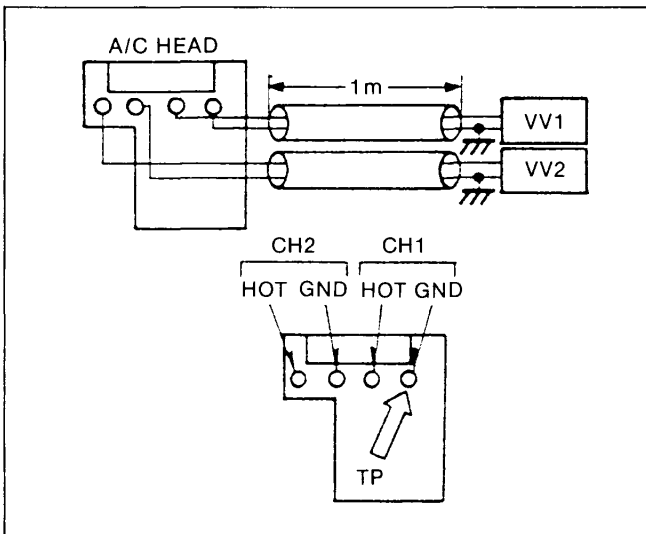 A/C HEAD
1m
VV1
VV2
CH2 CH1
HOT GND HOT GND
TP